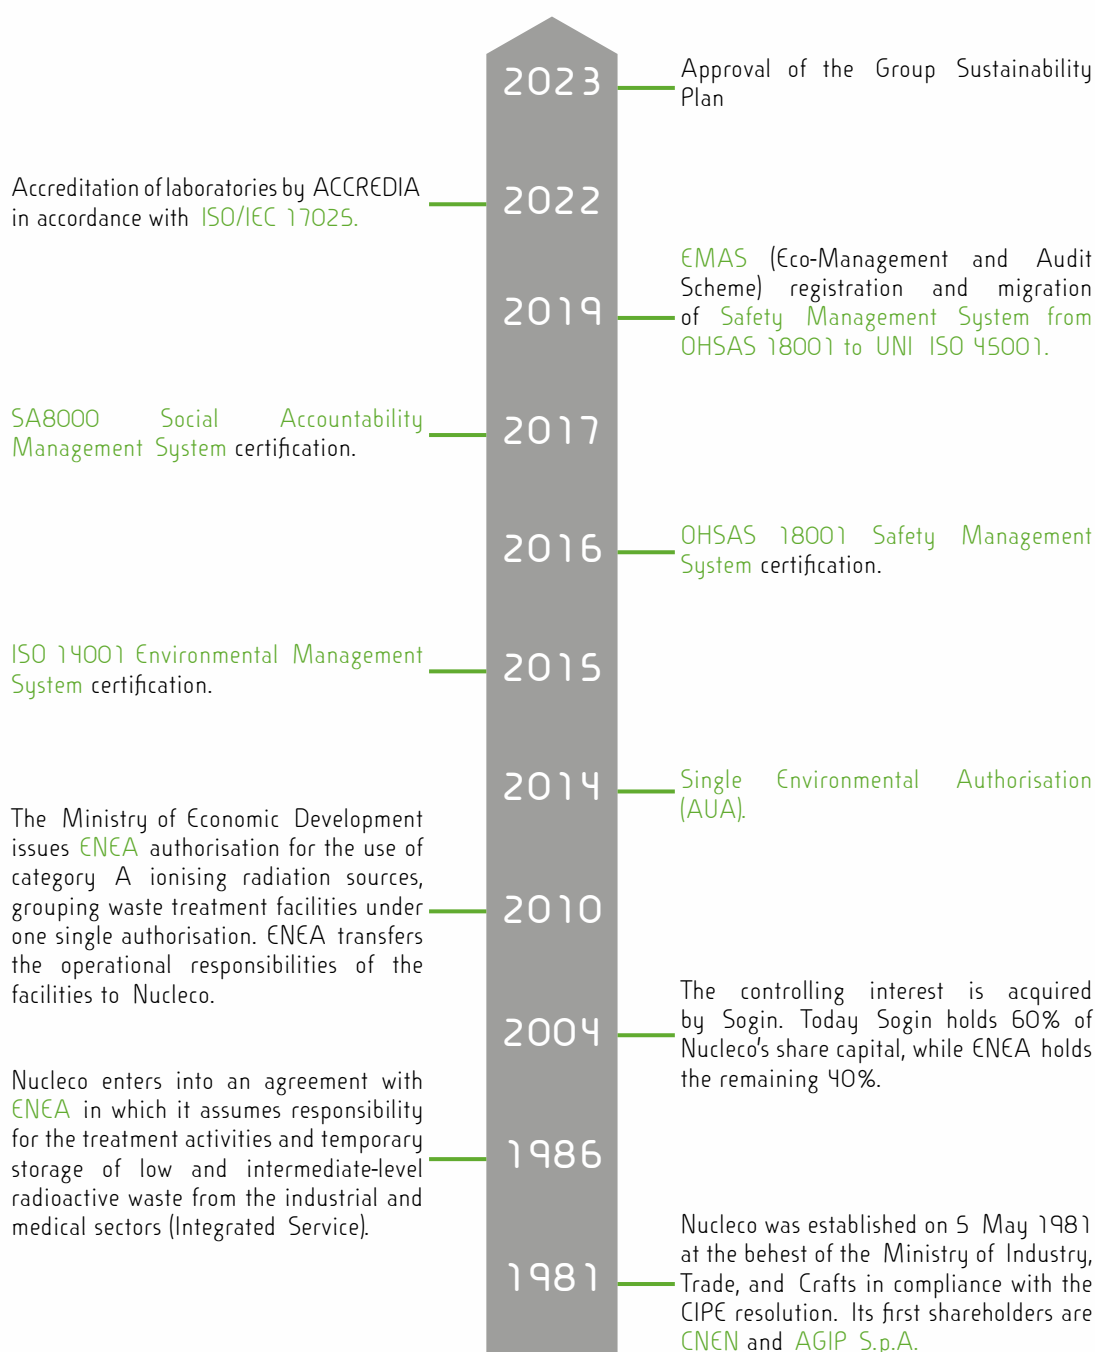 2023
Approval of the Group Sustainability
Plan
Accreditation of laboratories by ACCREDIA
in accordance with ISO/IEC 17025.
2022
EMAS (Eco-Management and Audit
Scheme) registration and migration
of Safety Management System from
OHSAS 18001 to UNI ISO 45001.
2019
SA8000 Social Accountability
Management System certification.
2017
OHSAS 18001 Safety Management
System certification.
2016
ISO 14001 Environmental Management
System certification.
2015
Single Environmental Authorisation
(AUA).
2014
The Ministry of Economic Development
issues ENEA authorisation for the use of
category A ionising radiation sources,
grouping waste treatment facilities under
one single authorisation. ENEA transfers
the operational responsibilities of the
facilities to Nucleco.
2010
The controlling interest is acquired
by Sogin. Today Sogin holds 60% of
Nucleco's share capital, while ENEA holds
the remaining 40%.
2004
Nucleco enters into an agreement with
ENEA in which it assumes responsibility
for the treatment activities and temporary
storage of low and intermediate-level
radioactive waste from the industrial and
medical sectors (Integrated Service).
1986
Nucleco was established on 5 May 1981
at the behest of the Ministry of Industry,
Trade, and Crafts in compliance with the
CIPE resolution. Its first shareholders are
CNEN and AGIP S.p.A.
1981